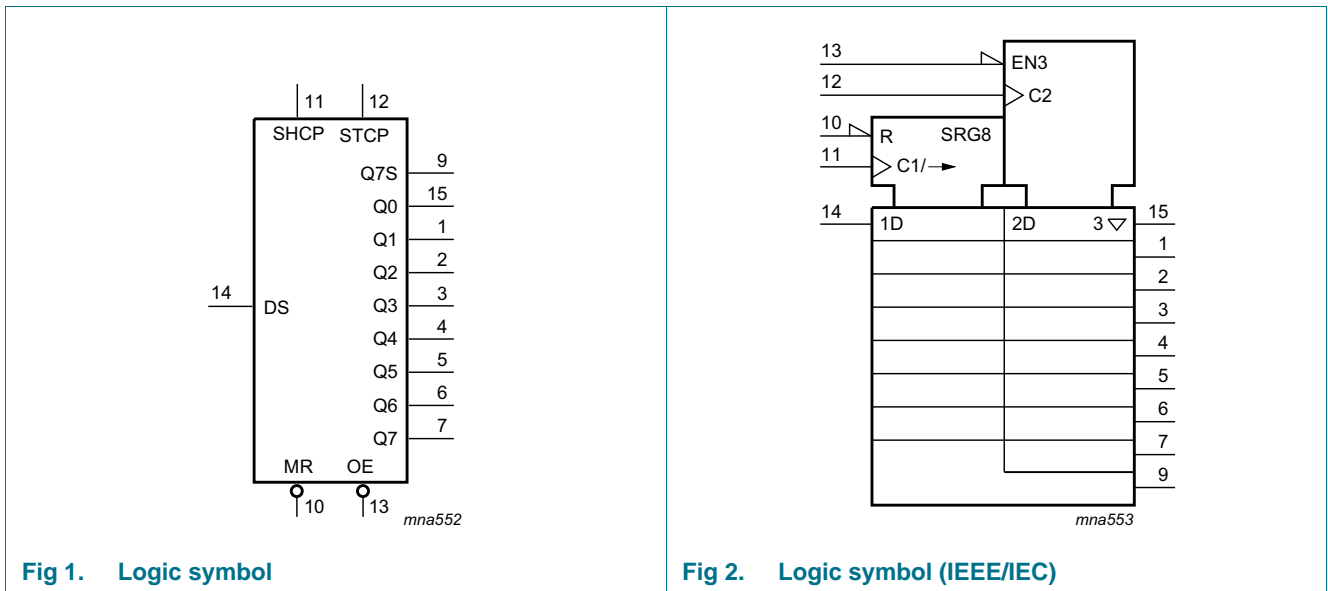 11 12
SHCP STCP
Q7S 9
Q0 15
Q1 1
Q2 2
14 DS Q3 3
Q4 4
Q5 5
Q6 6
Q7 7
MR OE
10 13
mna552
Fig 1. Logic symbol
13 EN3
12 C2
10 R SRG8
11 C1/→
14 1D 2D 3 ▽ 15
1
2
3
4
5
6
7
9
mna553
Fig 2. Logic symbol (IEEE/IEC)